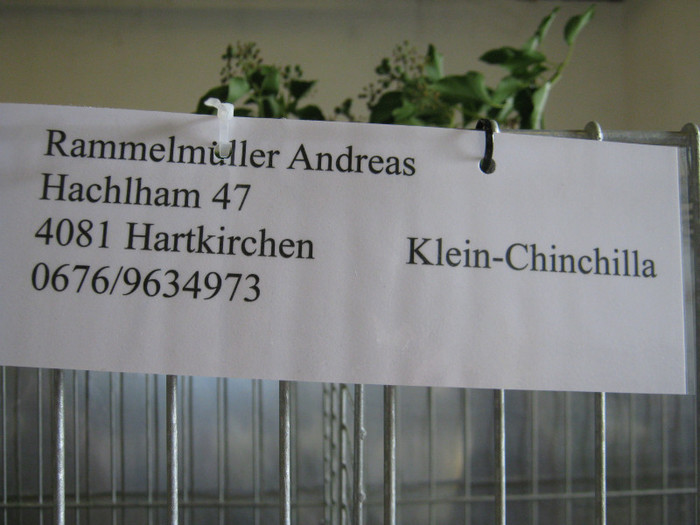 Rammelmüller Andreas
Hachlham 47
4081 Hartkirchen
0676/9634973
Klein-Chinchilla